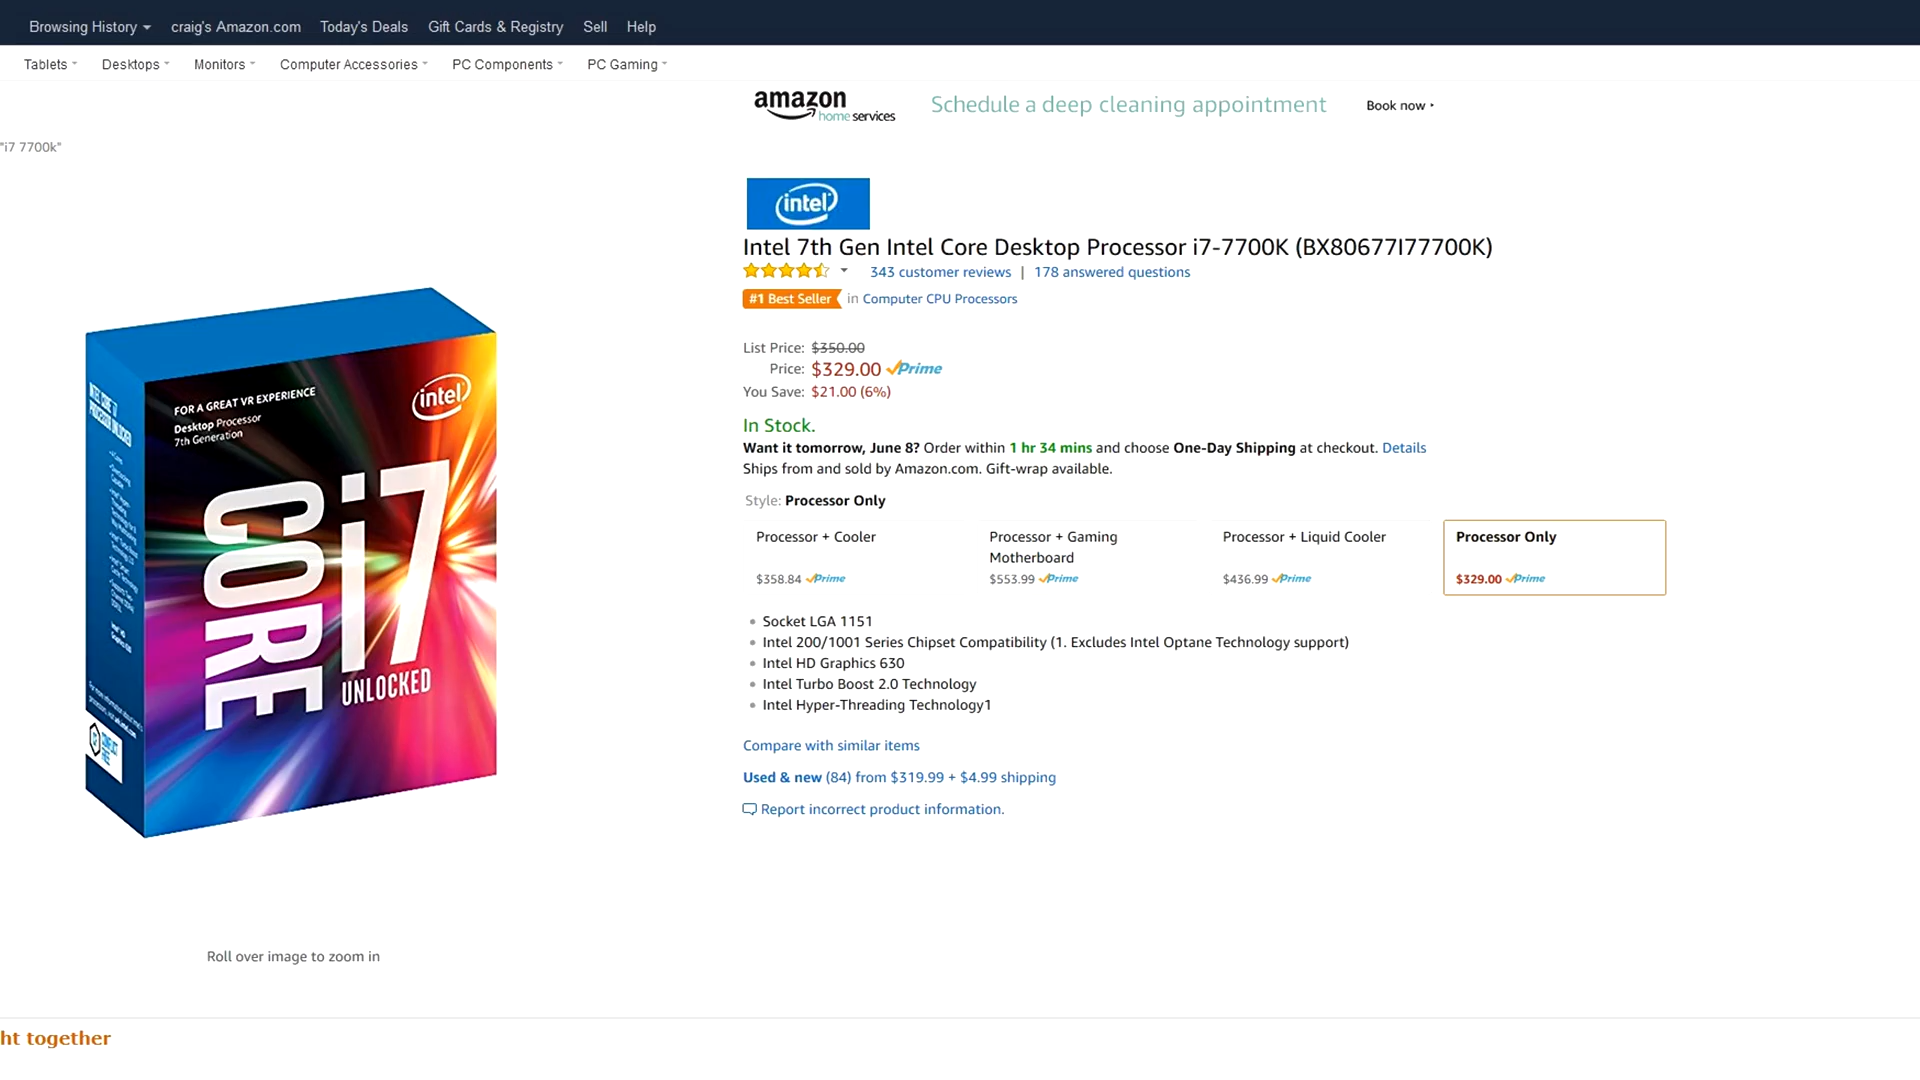 Browsing History craig's Amazon.com Today's Deals Gift Cards & Registry Sell Help
Tablets Desktops Monitors Computer Accessories PC Components PC Gaming
amazon
home services
Schedule a deep cleaning appointment Book now
"i7 7700k"
intel
Intel 7th Gen Intel Core Desktop Processor i7-7700K (BX80677I77700K)
343 customer reviews | 178 answered questions
#1 Best Seller in Computer CPU Processors
List Price: $350.00
Price: $329.00 Prime
You Save: $21.00 (6%)
In Stock.
Want it tomorrow, June 8? Order within 1 hr 34 mins and choose One-Day Shipping at checkout. Details
Ships from and sold by Amazon.com. Gift-wrap available.
Style: Processor Only
Processor + Cooler
$358.84 Prime
Processor + Gaming
Motherboard
$553.99 Prime
Processor + Liquid Cooler
$436.99 Prime
Processor Only
$329.00 Prime
Socket LGA 1151
Intel 200/1001 Series Chipset Compatibility (1. Excludes Intel Optane Technology support)
Intel HD Graphics 630
Intel Turbo Boost 2.0 Technology
Intel Hyper-Threading Technology1
Compare with similar items
Used & new (84) from $319.99 + $4.99 shipping
Report incorrect product information.
FOR A GREAT VR EXPERIENCE
Desktop Processor
7th Generation
intel
CORE
i7
UNLOCKED
INTEL CORE i7
PROCESSOR UNLOCKED
CONFLICT
FREE
Roll over image to zoom in
ht together